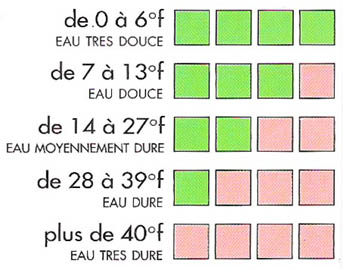 de 0 à 6°f
EAU TRES DOUCE
de 7 à 13°f
EAU DOUCE
de 14 à 27°f
EAU MOYENNEMENT DURE
de 28 à 39°f
EAU DURE
plus de 40°f
EAU TRES DURE